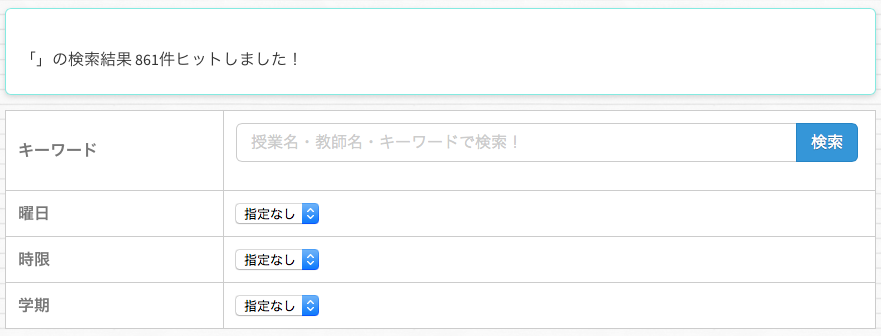 「」の検索結果 861件ヒットしました！
キーワード
授業名・教師名・キーワードで検索！
検索
曜日
指定なし
時限
指定なし
学期
指定なし